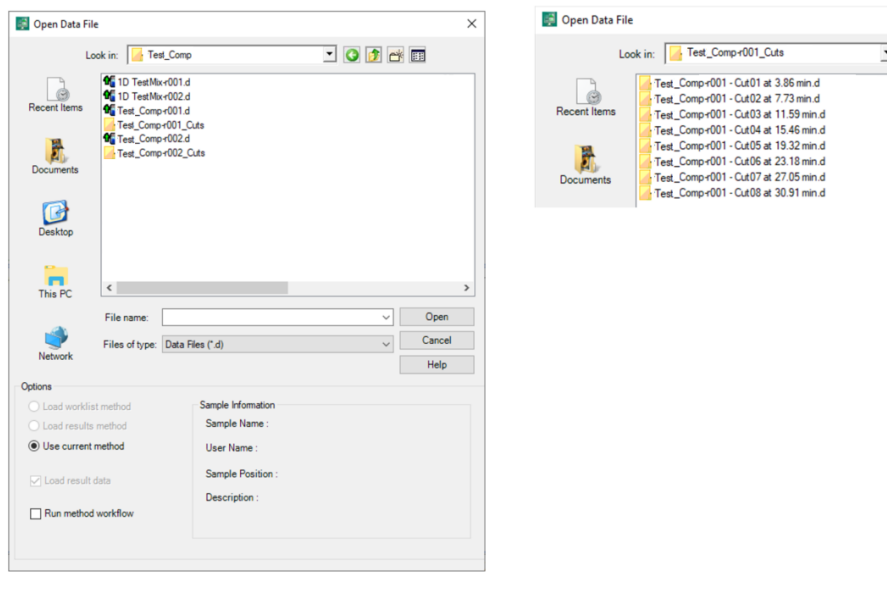 Open Data File
Look in: Test_Comp
Recent Items
Documents
Desktop
This PC
Network
1D TestMix-r001.d
1D TestMix-r002.d
Test_Comp-r001.d
Test_Comp-r001_Cuts
Test_Comp-r002.d
Test_Comp-r002_Cuts
File name:
Open
Files of type: Data Files (*.d)
Cancel
Help
Options
Load worklist method
Load results method
Use current method
Load result data
Run method workflow
Sample Information
Sample Name :
User Name :
Sample Position :
Description :
Open Data File
Look in: Test_Comp-r001_Cuts
Recent Items
Documents
Test_Comp-r001 - Cut01 at 3.86 min.d
Test_Comp-r001 - Cut02 at 7.73 min.d
Test_Comp-r001 - Cut03 at 11.59 min.d
Test_Comp-r001 - Cut04 at 15.46 min.d
Test_Comp-r001 - Cut05 at 19.32 min.d
Test_Comp-r001 - Cut06 at 23.18 min.d
Test_Comp-r001 - Cut07 at 27.05 min.d
Test_Comp-r001 - Cut08 at 30.91 min.d